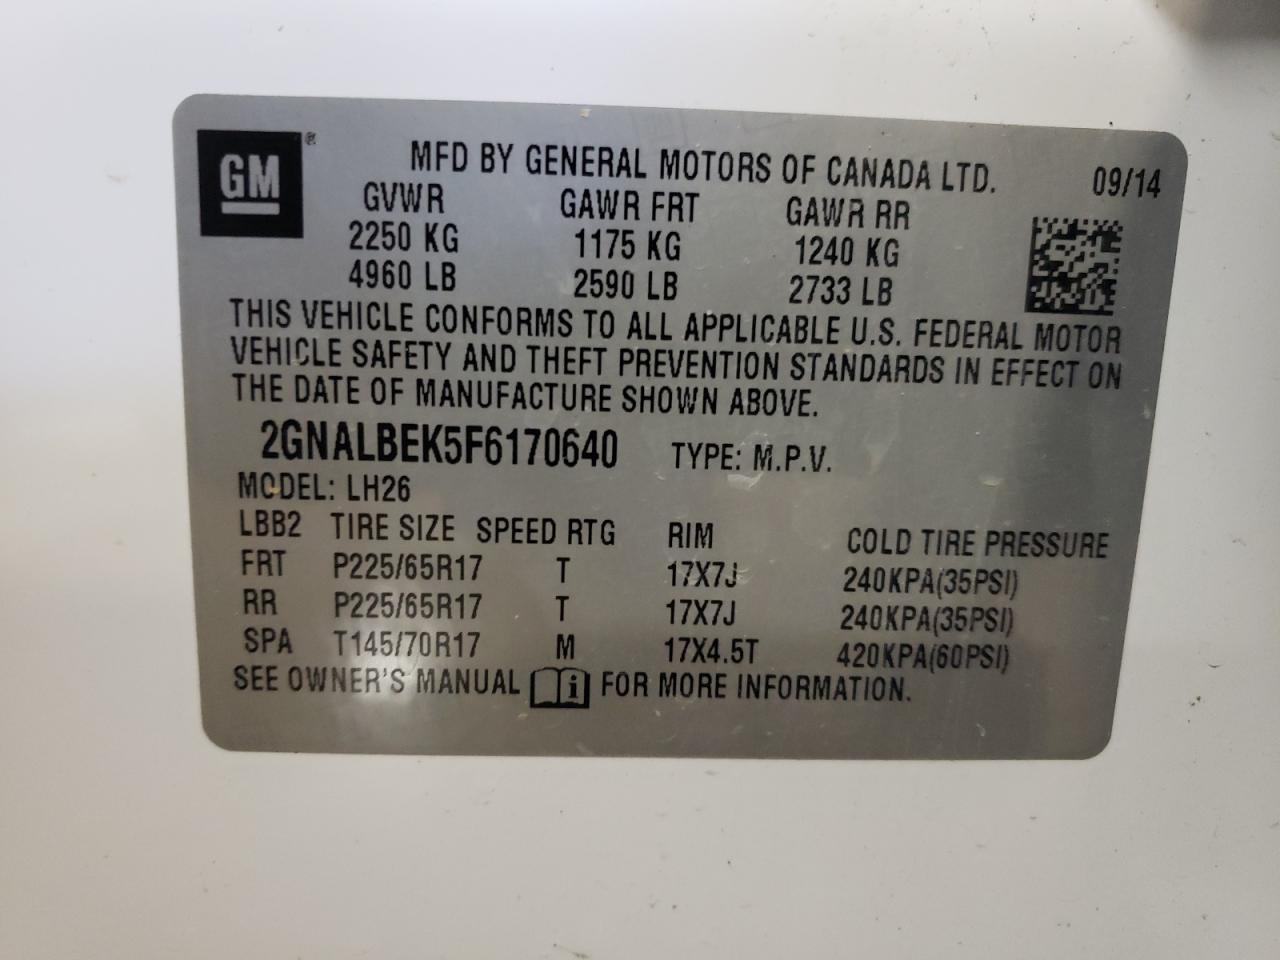 GM ®
MFD BY GENERAL MOTORS OF CANADA LTD. 09/14
GVWR GAWR FRT GAWR RR
2250 KG 1175 KG 1240 KG
4960 LB 2590 LB 2733 LB
THIS VEHICLE CONFORMS TO ALL APPLICABLE U.S. FEDERAL MOTOR
VEHICLE SAFETY AND THEFT PREVENTION STANDARDS IN EFFECT ON
THE DATE OF MANUFACTURE SHOWN ABOVE.
2GNALBEK5F6170640 TYPE: M.P.V.
MODEL: LH26
LBB2 TIRE SIZE SPEED RTG RIM COLD TIRE PRESSURE
FRT P225/65R17 T 17X7J 240KPA(35PSI)
RR P225/65R17 T 17X7J 240KPA(35PSI)
SPA T145/70R17 M 17X4.5T 420KPA(60PSI)
SEE OWNER'S MANUAL i FOR MORE INFORMATION.